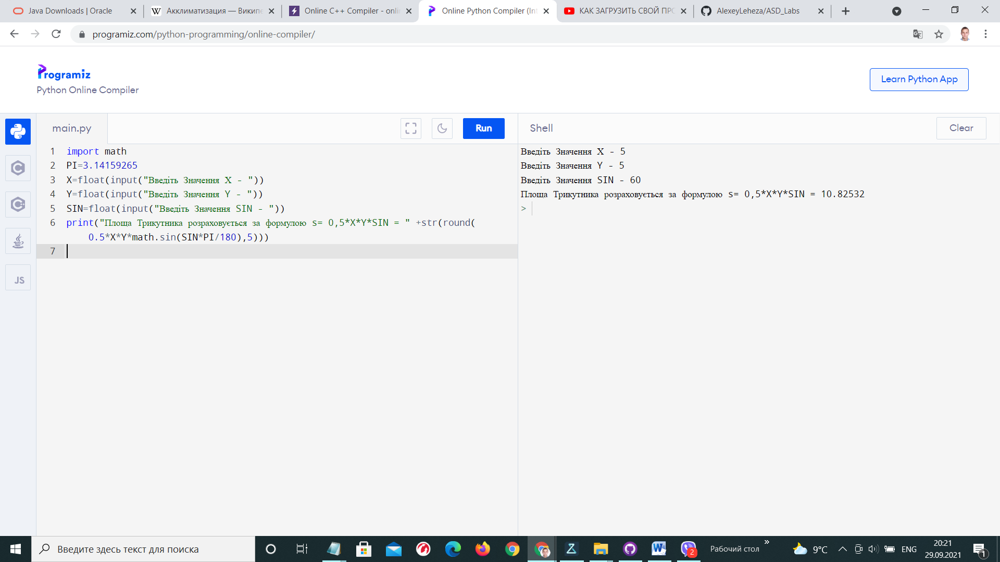 Java Downloads | Oracle
Акклиматизация — Википе
Online C++ Compiler - onli
Online Python Compiler (Int
КАК ЗАГРУЗИТЬ СВОЙ ПРО
AlexeyLeheza/ASD_Labs
programiz.com/python-programming/online-compiler/
Programiz
Python Online Compiler
Learn Python App
main.py
Run
Shell
Clear
1 import math
2 PI=3.14159265
3 X=float(input("Введіть Значення X - "))
4 Y=float(input("Введіть Значення Y - "))
5 SIN=float(input("Введіть Значення SIN - "))
6 print("Площа Трикутника розраховується за формулою s= 0,5*X*Y*SIN = " +str(round(
0.5*X*Y*math.sin(SIN*PI/180),5)))
7
Введіть Значення X - 5
Введіть Значення Y - 5
Введіть Значення SIN - 60
Площа Трикутника розраховується за формулою s= 0,5*X*Y*SIN = 10.82532
>
JS
Введите здесь текст для поиска
2
Рабочий стол
9°C
ENG
20:21
29.09.2021
1